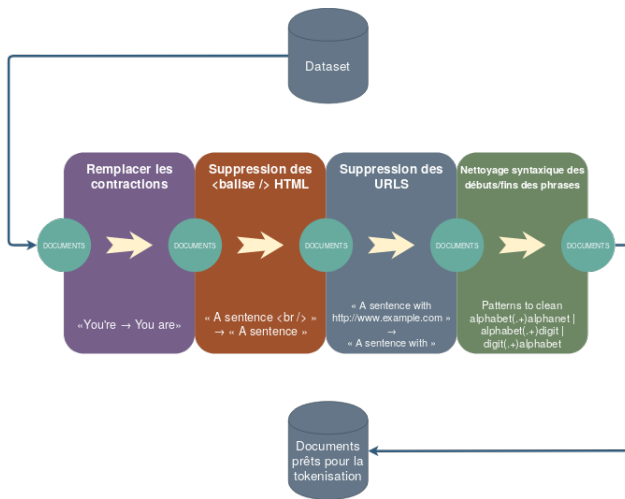 Dataset
Remplacer les
contractions
Suppression des
<balise /> HTML
Suppression des
URLS
Nettoyage syntaxique des
débuts/fins des phrases
DOCUMENTS
DOCUMENTS
DOCUMENTS
DOCUMENTS
DOCUMENTS
«You're → You are»
« A sentence <br /> »
→ « A sentence »
« A sentence with
http://www.example.com »
→
« A sentence with »
Patterns to clean
alphabet(.+)alphanet |
alphabet(.+)digit |
digit(.+)alphabet
Documents
prêts pour la
tokenisation